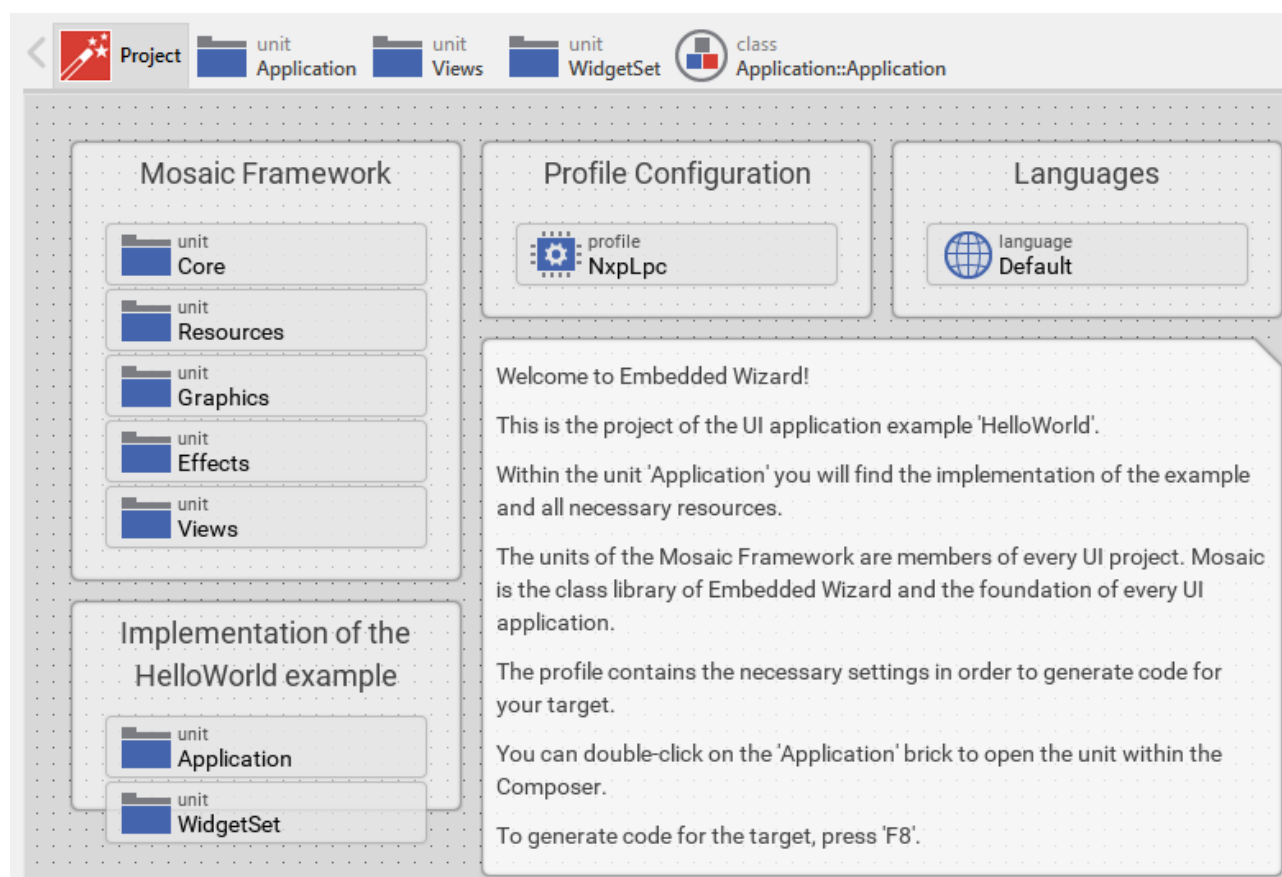 Project
unit
Application
unit
Views
unit
WidgetSet
class
Application::Application
Mosaic Framework
unit
Core
unit
Resources
unit
Graphics
unit
Effects
unit
Views
Implementation of the
HelloWorld example
unit
Application
unit
WidgetSet
Profile Configuration
profile
NxpLpc
Languages
language
Default
Welcome to Embedded Wizard!
This is the project of the UI application example 'HelloWorld'.
Within the unit 'Application' you will find the implementation of the example
and all necessary resources.
The units of the Mosaic Framework are members of every UI project. Mosaic
is the class library of Embedded Wizard and the foundation of every UI
application.
The profile contains the necessary settings in order to generate code for
your target.
You can double-click on the 'Application' brick to open the unit within the
Composer.
To generate code for the target, press 'F8'.